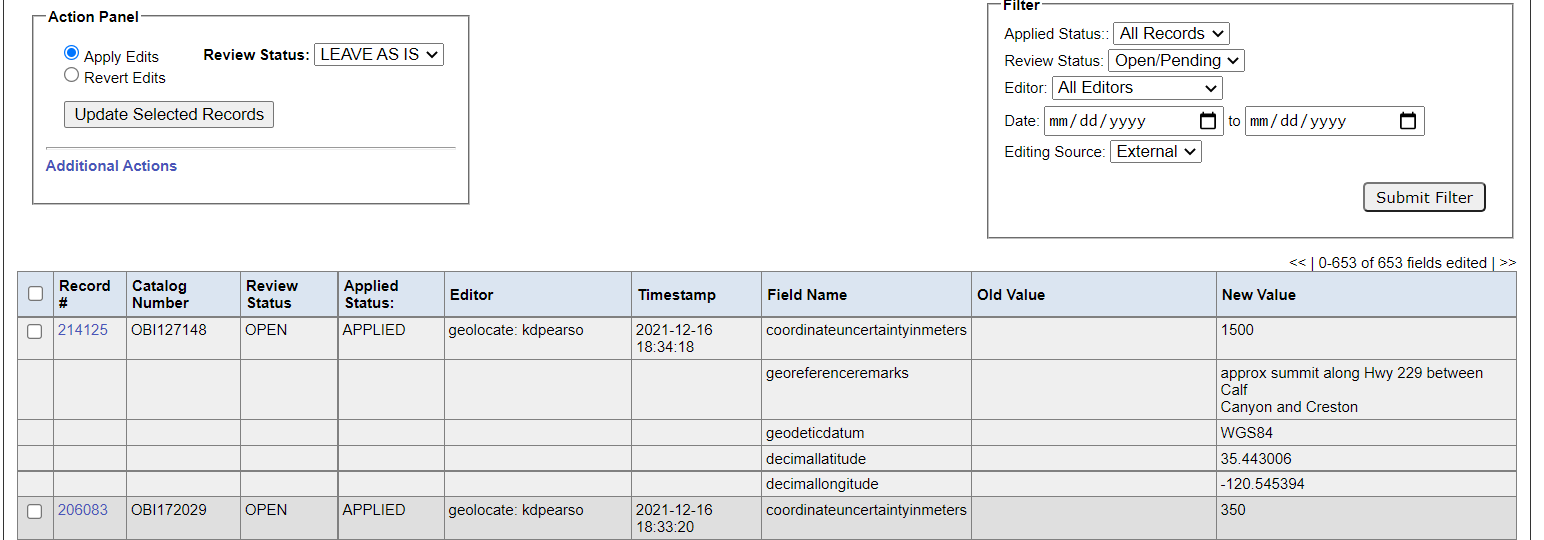 Action Panel
Apply Edits
Review Status: LEAVE AS IS
Revert Edits
Update Selected Records
Additional Actions
Filter
Applied Status:: All Records
Review Status: Open/Pending
Editor: All Editors
Date: mm/dd/yyyy to mm/dd/yyyy
Editing Source: External
Submit Filter
<< | 0-653 of 653 fields edited | >>
Record # Catalog Number Review Status Applied Status: Editor Timestamp Field Name Old Value New Value
214125 OBI127148 OPEN APPLIED geolocate: kdpearso 2021-12-16 18:34:18 coordinateuncertaintyinmeters 1500
georeferenceremarks approx summit along Hwy 229 between Calf Canyon and Creston
geodeticdatum WGS84
decimallatitude 35.443006
decimallongitude -120.545394
206083 OBI172029 OPEN APPLIED geolocate: kdpearso 2021-12-16 18:33:20 coordinateuncertaintyinmeters 350